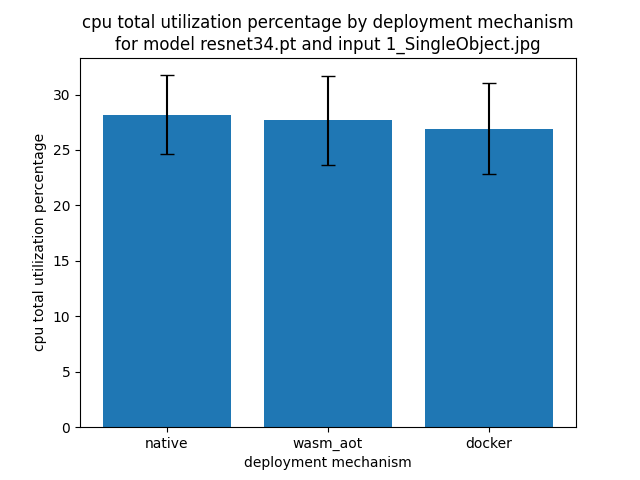 cpu total utilization percentage by deployment mechanism
for model resnet34.pt and input 1_SingleObject.jpg
cpu total utilization percentage
30
25
20
15
10
5
0
native
wasm_aot
docker
deployment mechanism